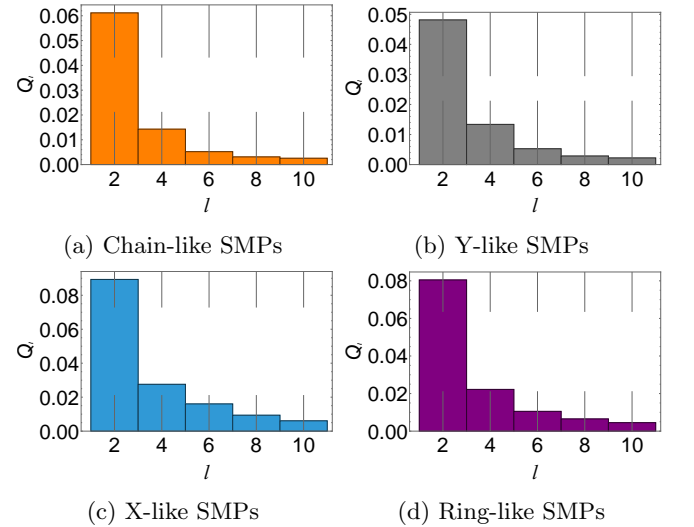 0.06
0.05
0.04
0.03
0.02
0.01
0.00
Q_l
2 4 6 8 10
l
(a) Chain-like SMPs
0.05
0.04
0.03
0.02
0.01
0.00
Q_l
2 4 6 8 10
l
(b) Y-like SMPs
0.08
0.06
0.04
0.02
0.00
Q_l
2 4 6 8 10
l
(c) X-like SMPs
0.08
0.06
0.04
0.02
0.00
Q_l
2 4 6 8 10
l
(d) Ring-like SMPs